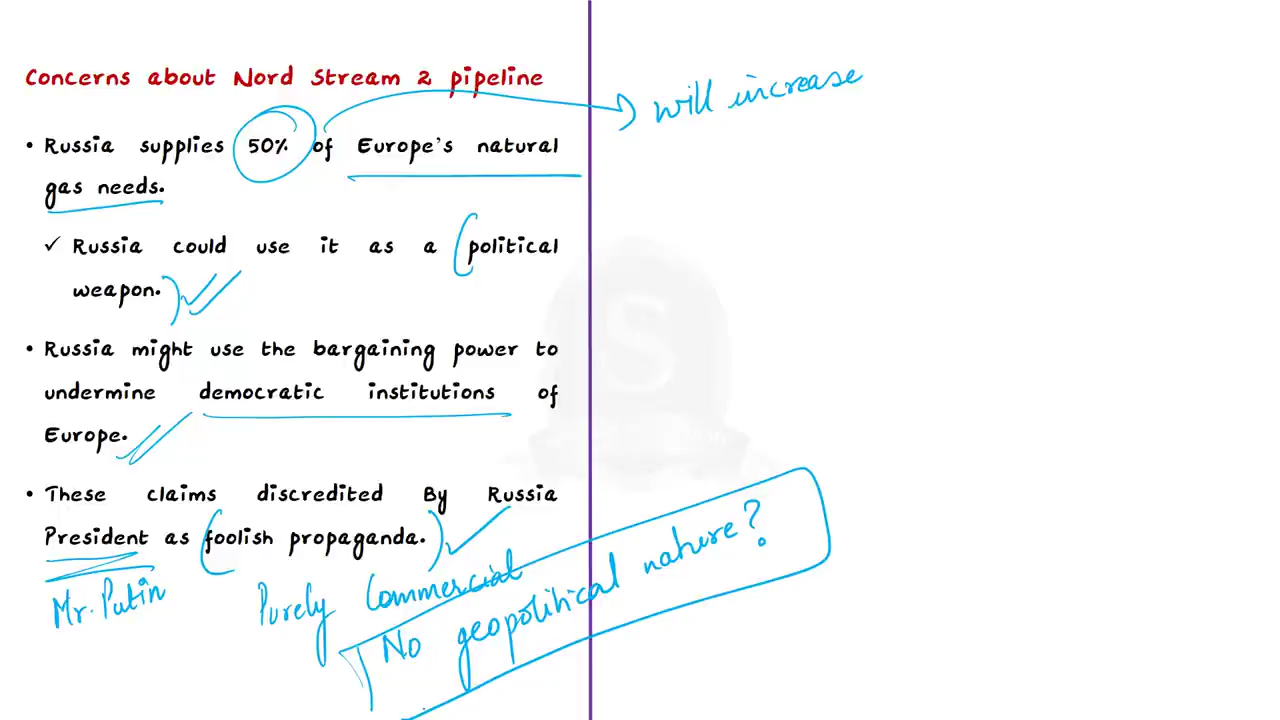 Concerns about Nord Stream 2 pipeline
will increase
• Russia supplies 50% of Europe's natural
gas needs.
✓ Russia could use it as a political
weapon.
• Russia might use the bargaining power to
undermine democratic institutions of
Europe.
• These claims discredited By Russia
President as foolish propaganda.
Mr. Putin
Purely Commercial
No geopolitical nature?